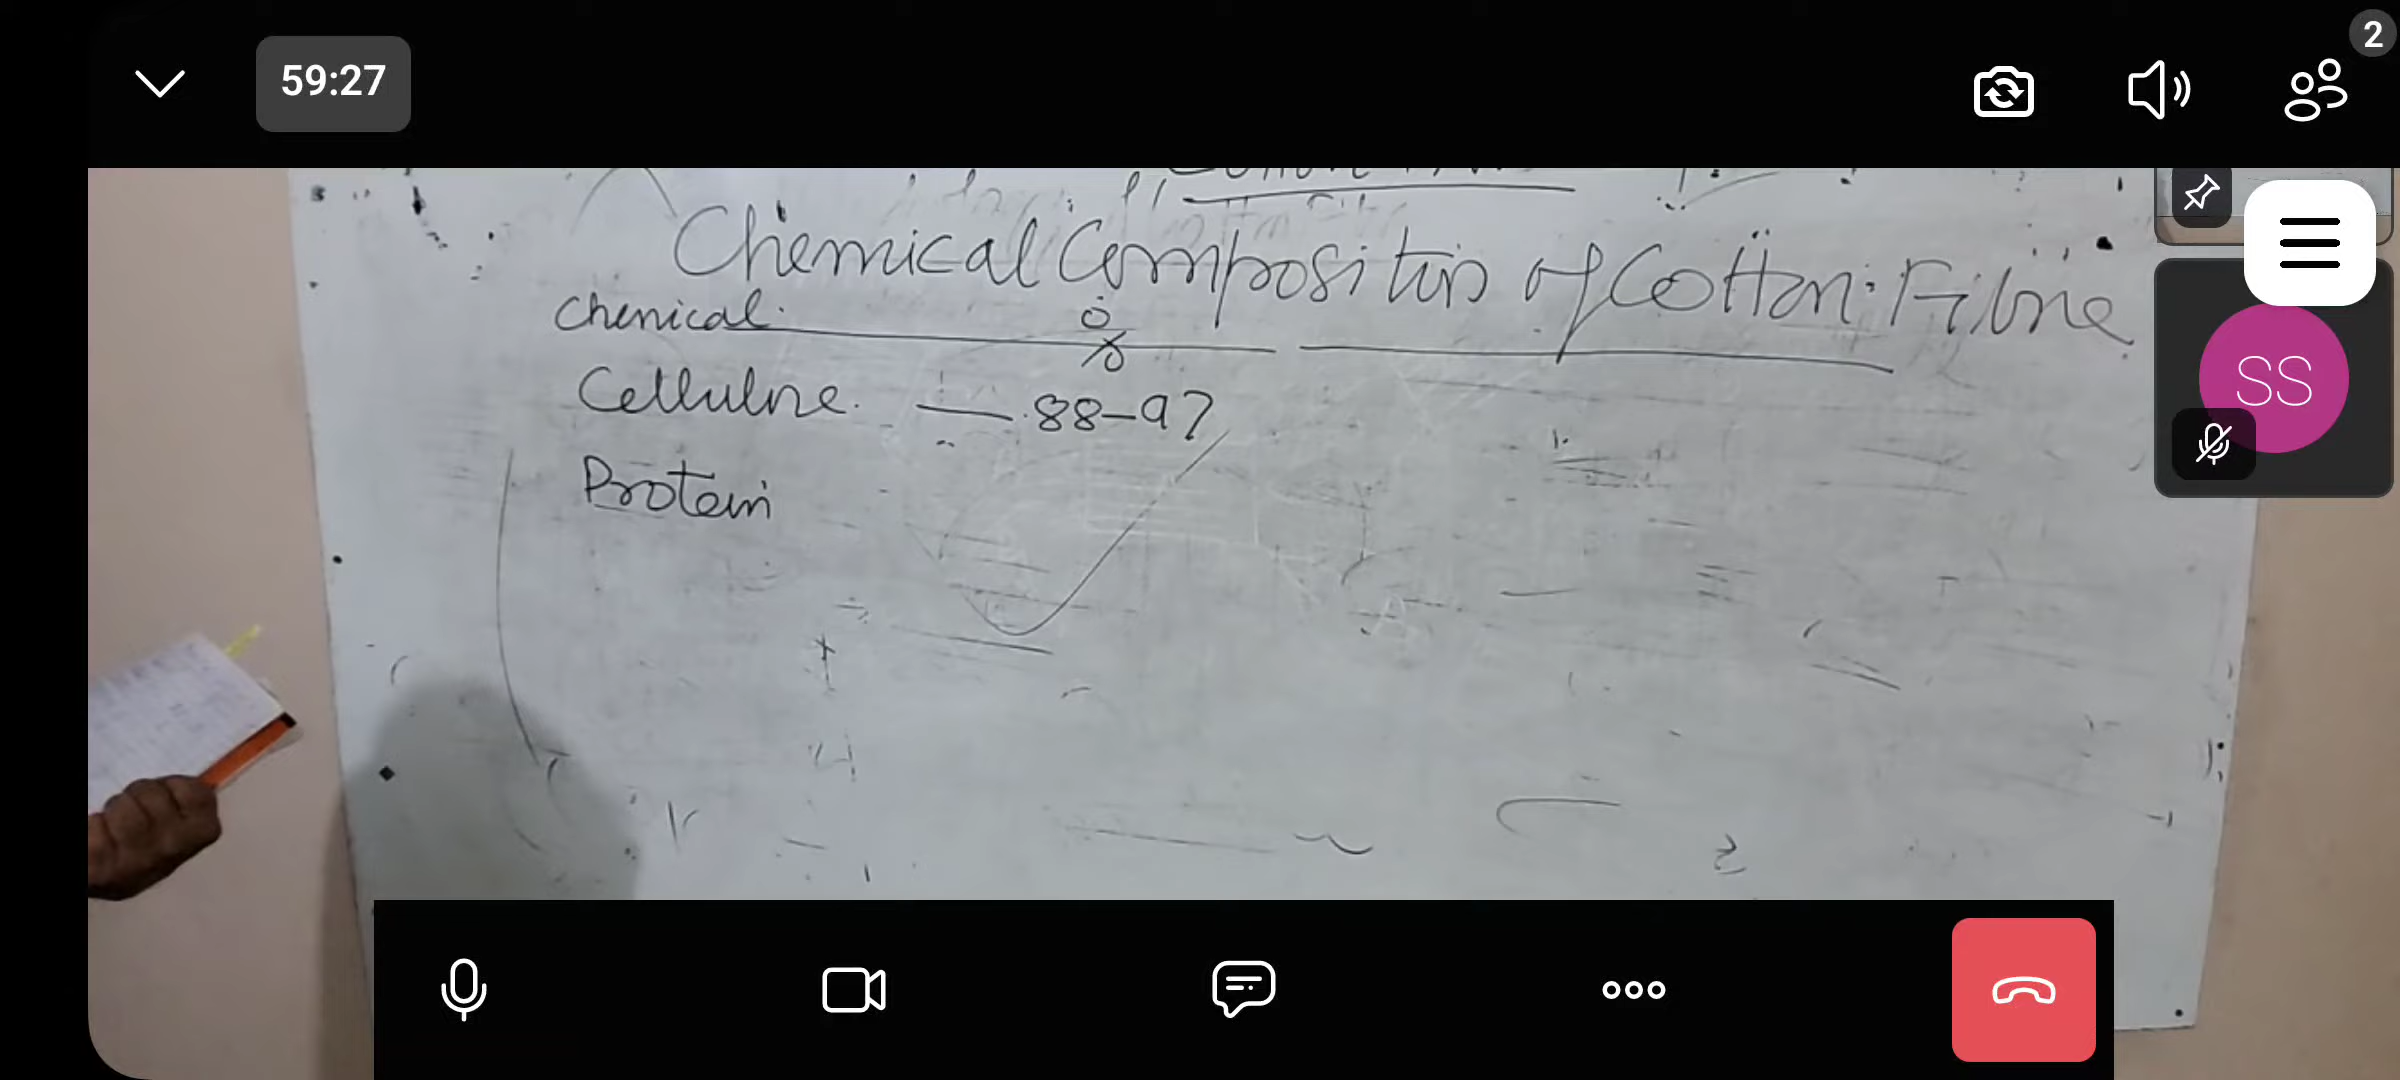 2
59:27
Chemical Composition of Cotton Fibre
Chemical %
Cellulose — 88-97
Protein
SS